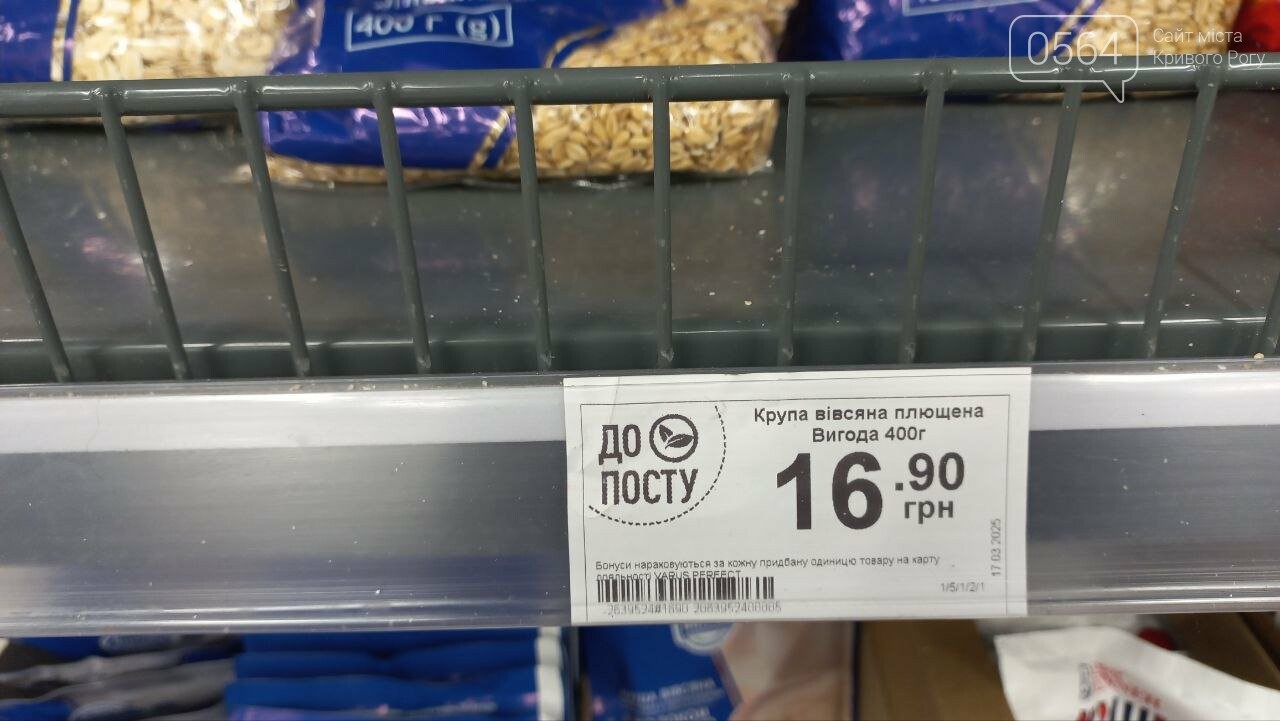 400 г (g)
0564
Сайт міста
Кривого Рогу
ДО
ПОСТУ
Крупа вівсяна плющена
Вигода 400г
16.90
грн
17.03.2025
Бонуси нараховуються за кожну придбану одиницю товару на карту
лояльності VARUS PERFECT
1/5/1/2/1